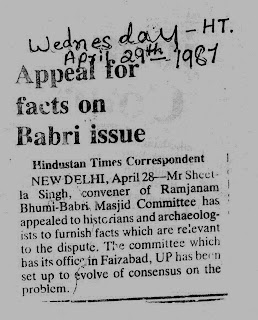 Wednesday - HT.
April 29th 1987
Appeal for
facts on
Babri issue
Hindustan Times Correspondent
NEW DELHI, April 28—Mr Sheet-
la Singh, convener of Ramjanam
Bhumi-Babri Masjid Committee has
appealed to historians and archaeolog-
ists to furnish facts which are relevant
to the dispute. The committee which
has its office in Faizabad, UP has been
set up to evolve of consensus on the
problem.